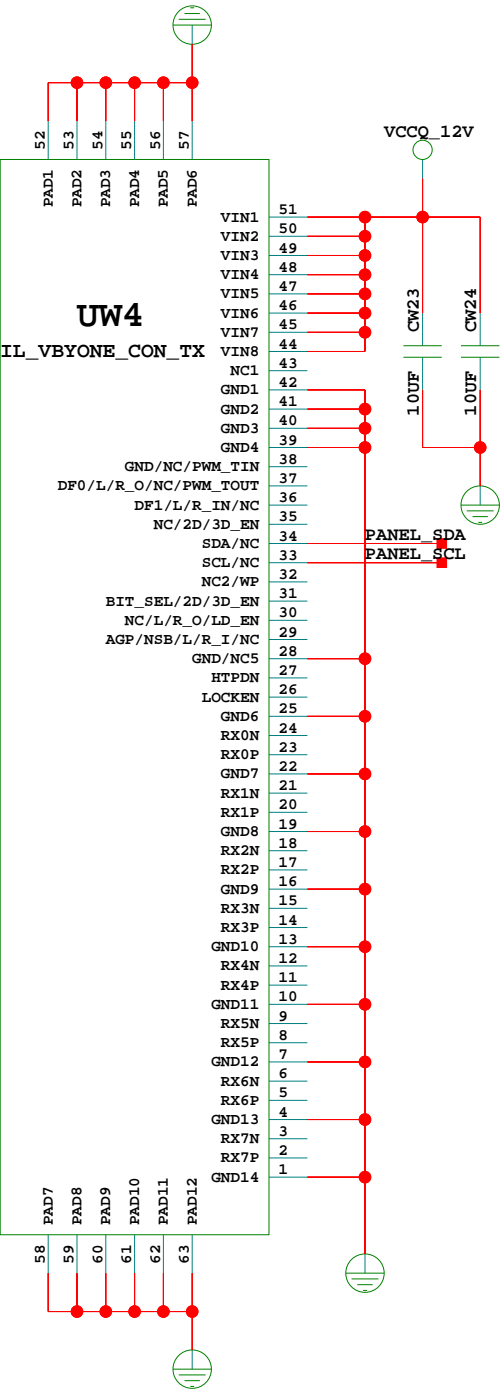 52 53 54 55 56 57
PAD1 PAD2 PAD3 PAD4 PAD5 PAD6
VCCQ_12V
VIN1 51
VIN2 50
VIN3 49
VIN4 48
VIN5 47
VIN6 46
VIN7 45
VIN8 44
UW4
IL_VBYONE_CON_TX
CW23 10UF
CW24 10UF
NC1 43
GND1 42
GND2 41
GND3 40
GND4 39
GND/NC/PWM_TIN 38
DF0/L/R_O/NC/PWM_TOUT 37
DF1/L/R_IN/NC 36
NC/2D/3D_EN 35
SDA/NC 34 PANEL_SDA
SCL/NC 33 PANEL_SCL
NC2/WP 32
BIT_SEL/2D/3D_EN 31
NC/L/R_O/LD_EN 30
AGP/NSB/L/R_I/NC 29
GND/NC5 28
HTPDN 27
LOCKEN 26
GND6 25
RX0N 24
RX0P 23
GND7 22
RX1N 21
RX1P 20
GND8 19
RX2N 18
RX2P 17
GND9 16
RX3N 15
RX3P 14
GND10 13
RX4N 12
RX4P 11
GND11 10
RX5N 9
RX5P 8
GND12 7
RX6N 6
RX6P 5
GND13 4
RX7N 3
RX7P 2
GND14 1
PAD7 PAD8 PAD9 PAD10 PAD11 PAD12
58 59 60 61 62 63